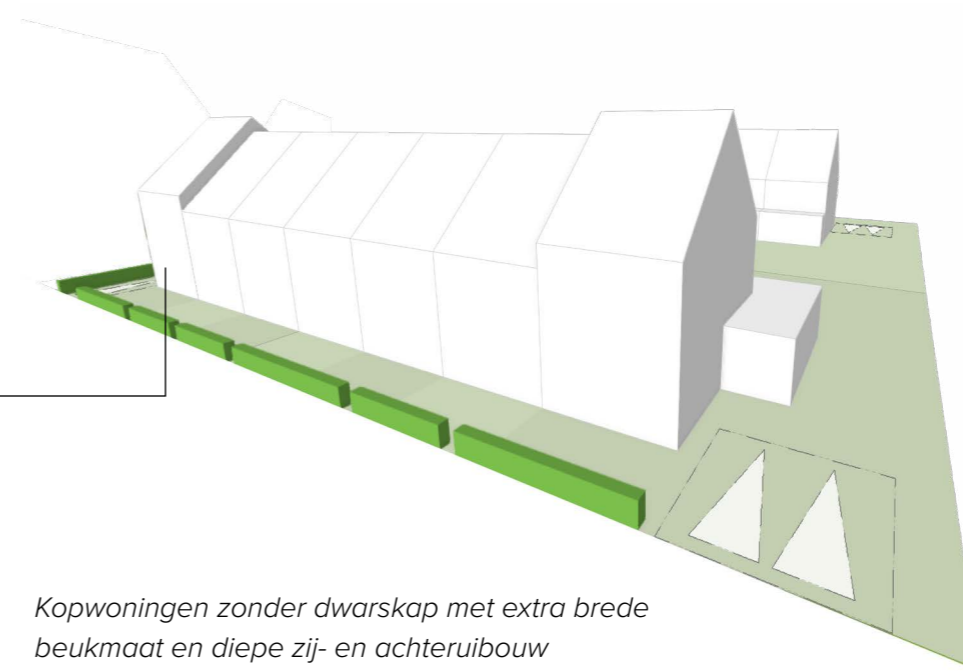 Kopwoningen zonder dwarskap met extra brede
beukmaat en diepe zij- en achteruibouw